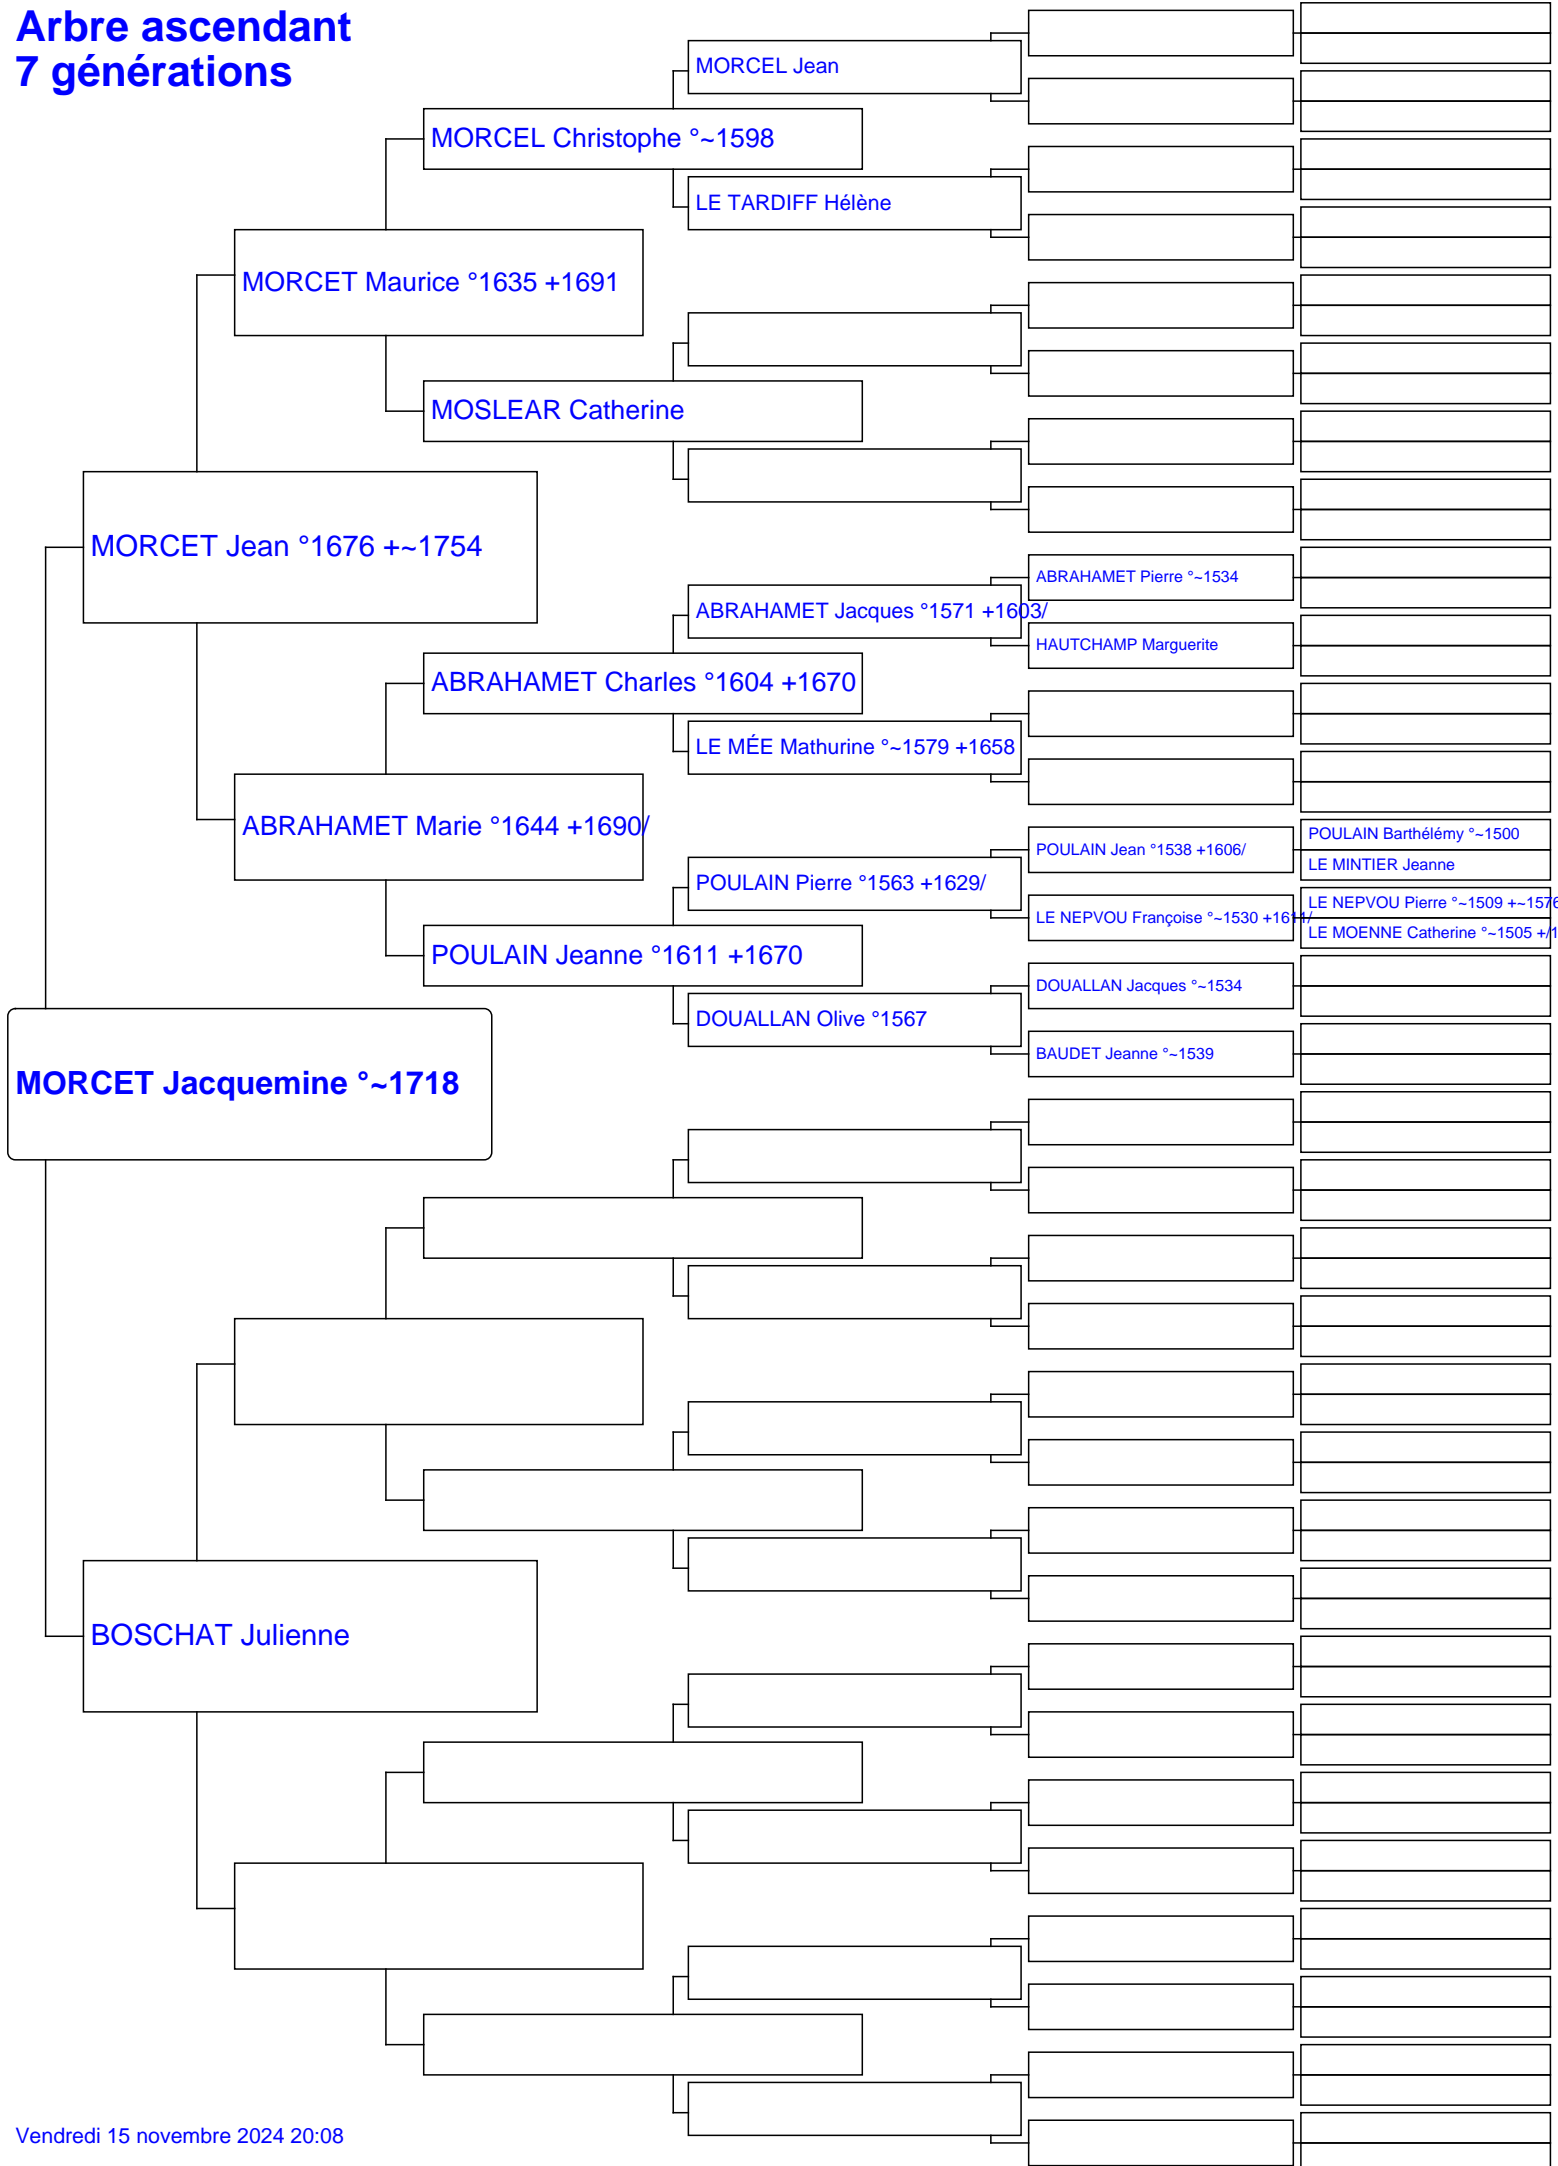 Arbre ascendant
7 générations
MORCEL Jean
MORCEL Christophe °~1598
LE TARDIFF Hélène
MORCET Maurice °1635 +1691
MOSLEAR Catherine
MORCET Jean °1676 +~1754
ABRAHAMET Pierre °~1534
ABRAHAMET Jacques °1571 +1603/
HAUTCHAMP Marguerite
ABRAHAMET Charles °1604 +1670
LE MÉE Mathurine °~1579 +1658
ABRAHAMET Marie °1644 +1690/
POULAIN Barthélémy °~1500
POULAIN Jean °1538 +1606/
LE MINTIER Jeanne
POULAIN Pierre °1563 +1629/
LE NEPVOU Pierre °~1509 +~1576
LE NEPVOU Françoise °~1530 +1611/
LE MOENNE Catherine °~1505 +/1
POULAIN Jeanne °1611 +1670
DOUALLAN Jacques °~1534
DOUALLAN Olive °1567
BAUDET Jeanne °~1539
MORCET Jacquemine °~1718
BOSCHAT Julienne
Vendredi 15 novembre 2024 20:08